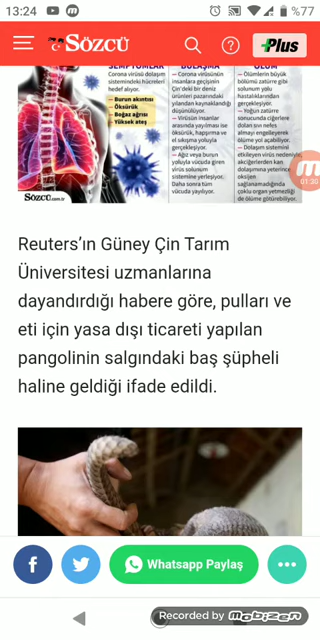 13:24
%77
SÖZCÜ
Plus
SEMPTOMLAR
BULAŞMA
ÖLÜM
Corona virüsü dolaşım
sistemindeki hücreleri
hedef alıyor.
— Burun akıntısı
Öksürük
Boğaz ağrısı
Yüksek ateş
SÖZCÜ.com.tr
— Corona virüsünün
insanlara geçişinin
Çin'deki bir deniz
ürünleri pazarındaki
yılandan kaynaklandığı
düşünülüyor.
— Virüsün insanlar
arasında yayılması ise
öksürük, hapşırma ve
el sıkışma yoluyla
gerçekleşiyor.
— Ağız veya burun
yoluyla vücuda giren
virüs solunum
sistemine yerleşiyor.
Daha sonra tüm
vücuda yayılıyor.
— Ölümlerin büyük
bölümü zatürre gibi
solunum yolu
hastalıklarından
gerçekleşiyor.
— Yoğun zatürre
sonucunda ciğerlere
dolan sıvı nefes
almayı engelleyerek
ölüme yol açabiliyor.
— Dolaşım sistemini
etkileyen virüs nedeniyle,
akciğerlerden kan
dolaşımına yeterince
oksijen
sağlanamadığında
çoklu organ yetmezliği
de ölüme götürebiliyor.
01:30
Reuters'ın Güney Çin Tarım
Üniversitesi uzmanlarına
dayandırdığı habere göre, pulları ve
eti için yasa dışı ticareti yapılan
pangolinin salgındaki baş şüpheli
haline geldiği ifade edildi.
Whatsapp Paylaş
Recorded by mobizen